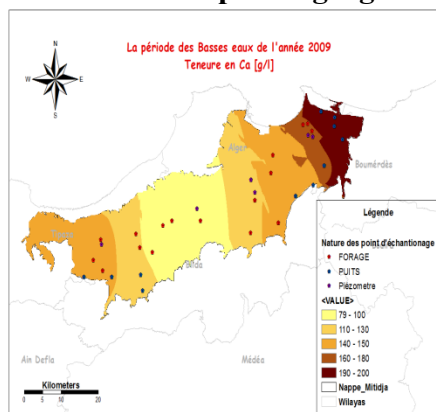 La période des Basses eaux de l'année 2009
Teneure en Ca [g/l]
N
W
E
S
Alger
Boumérdès
Tipaza
Blida
Ain Defla
Médéa
Légende
Nature des point d'échantionage
FORAGE
PUITS
Piézometre
<VALUE>
79 - 100
110 - 130
140 - 150
160 - 180
190 - 200
Nappe_Mitidja
Wilayas
Kilometers
0 5 10 20